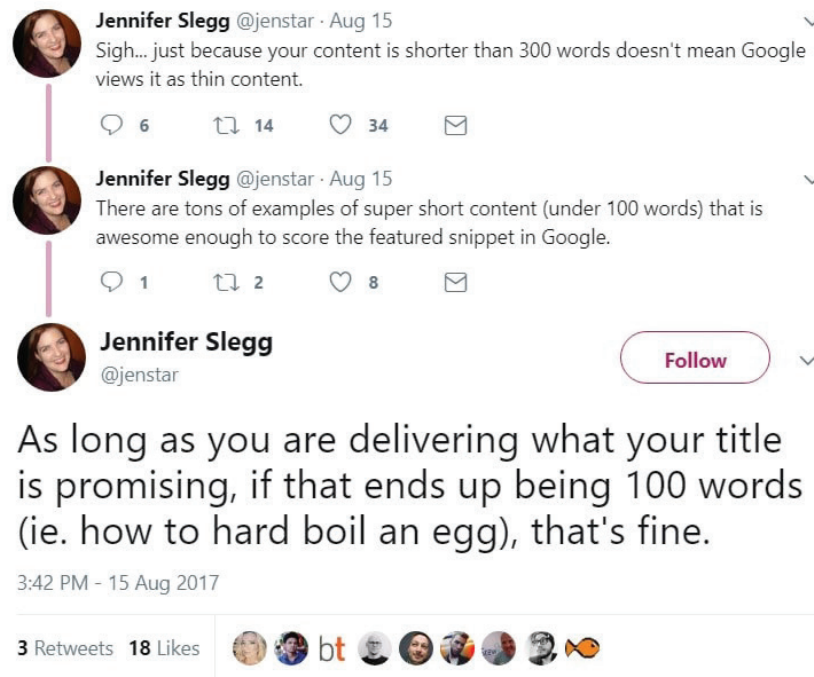 Jennifer Slegg @jenstar · Aug 15
Sigh... just because your content is shorter than 300 words doesn't mean Google
views it as thin content.
6 14 34
Jennifer Slegg @jenstar · Aug 15
There are tons of examples of super short content (under 100 words) that is
awesome enough to score the featured snippet in Google.
1 2 8
Jennifer Slegg
@jenstar
Follow
As long as you are delivering what your title
is promising, if that ends up being 100 words
(ie. how to hard boil an egg), that's fine.
3:42 PM - 15 Aug 2017
3 Retweets 18 Likes
bt